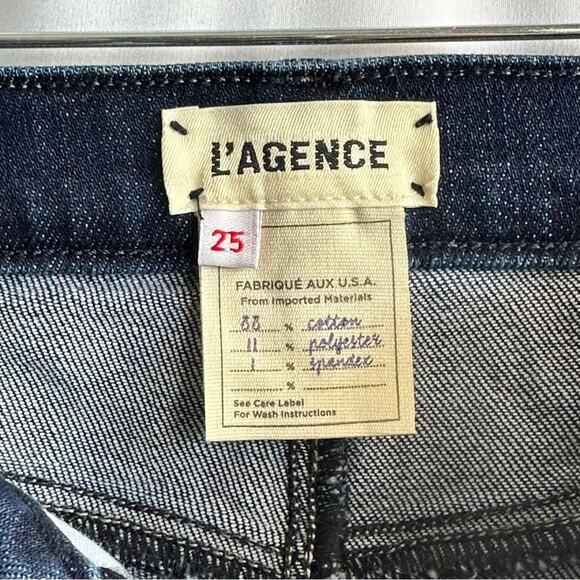 L'AGENCE
25
FABRIQUÉ AUX U.S.A.
From Imported Materials
88 % cotton
11 % polyester
1 % spandex
%
See Care Label
For Wash Instructions